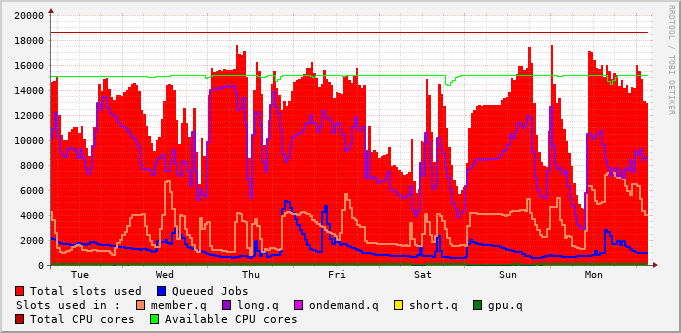 20000
18000
16000
14000
12000
10000
8000
6000
4000
2000
0
Tue Wed Thu Fri Sat Sun Mon
RRDTOOL / TOBI OETIKER
Total slots used Queued Jobs
Slots used in : member.q long.q ondemand.q short.q gpu.q
Total CPU cores Available CPU cores